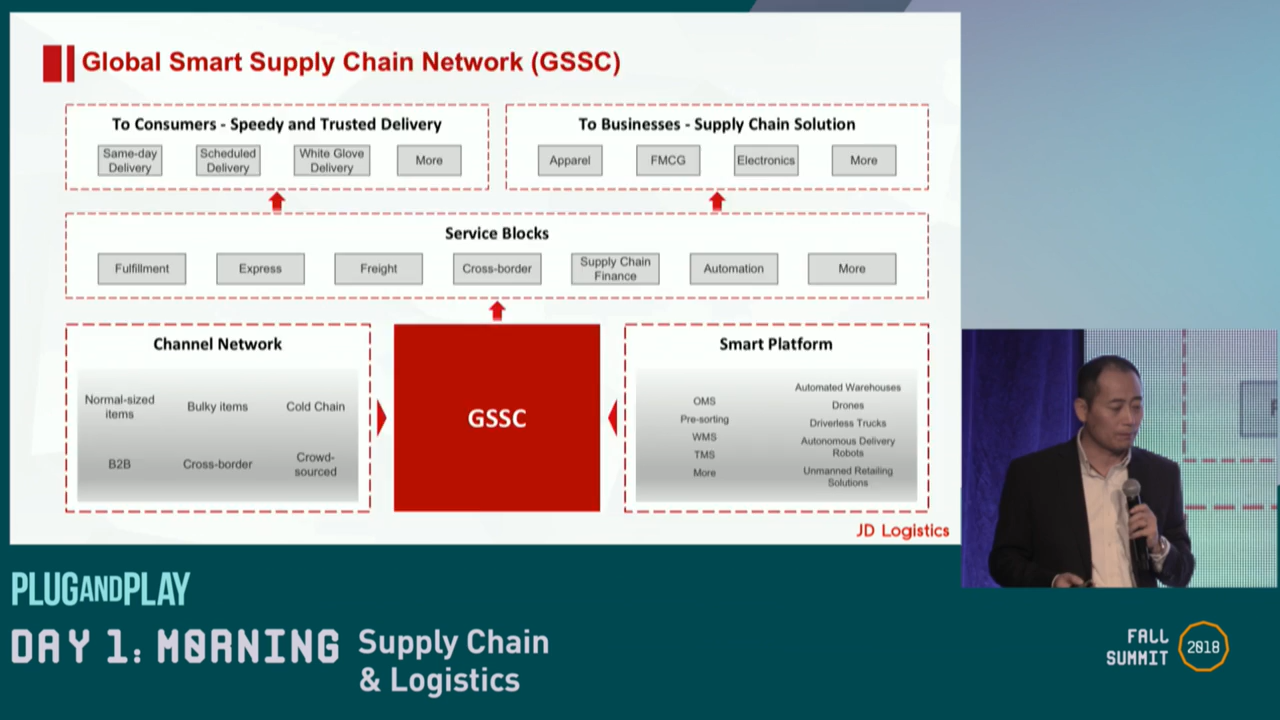 Global Smart Supply Chain Network (GSSC)
To Consumers - Speedy and Trusted Delivery
Same-day
Delivery
Scheduled
Delivery
White Glove
Delivery
More
To Businesses - Supply Chain Solution
Apparel
FMCG
Electronics
More
Service Blocks
Fulfillment
Express
Freight
Cross-border
Supply Chain
Finance
Automation
More
Channel Network
Normal-sized
items
Bulky items
Cold Chain
B2B
Cross-border
Crowd-
sourced
GSSC
Smart Platform
OMS
Pre-sorting
WMS
TMS
More
Automated Warehouses
Drones
Driverless Trucks
Autonomous Delivery
Robots
Unmanned Retailing
Solutions
JD Logistics
PLUGANDPLAY
DAY 1: MORNING
Supply Chain
& Logistics
FALL
SUMMIT
2018